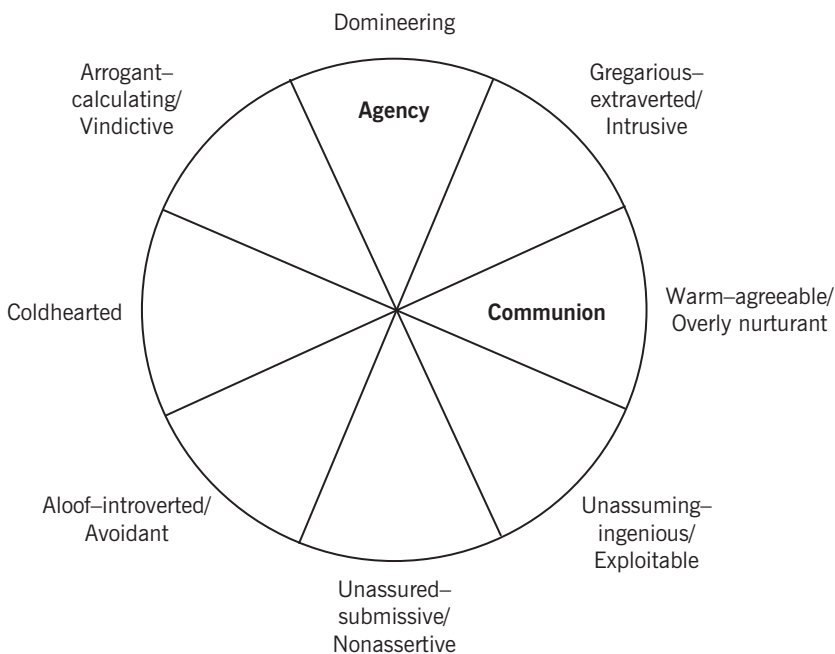 Domineering
Arrogant–
calculating/
Vindictive
Gregarious–
extraverted/
Intrusive
Agency
Coldhearted
Communion
Warm–agreeable/
Overly nurturant
Aloof–introverted/
Avoidant
Unassuming–
ingenious/
Exploitable
Unassured–
submissive/
Nonassertive